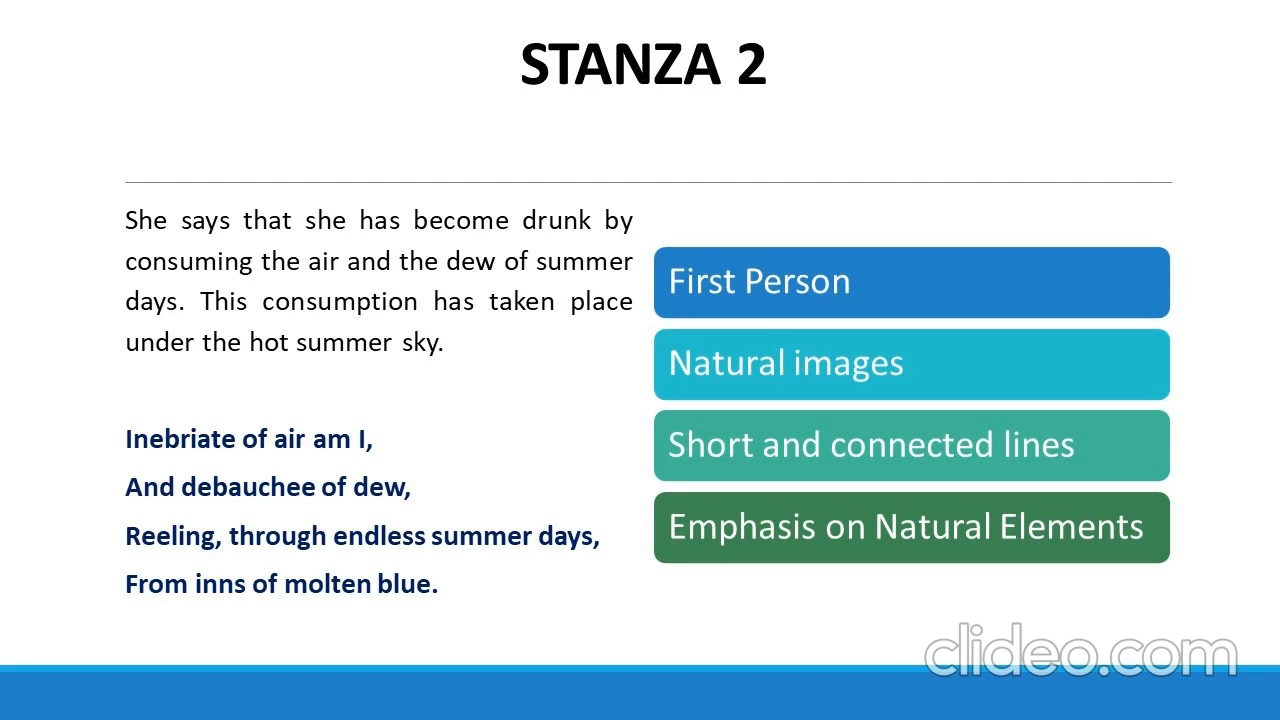 STANZA 2
She says that she has become drunk by
consuming the air and the dew of summer
days. This consumption has taken place
under the hot summer sky.
Inebriate of air am I,
And debauchee of dew,
Reeling, through endless summer days,
From inns of molten blue.
First Person
Natural images
Short and connected lines
Emphasis on Natural Elements
clideo.com